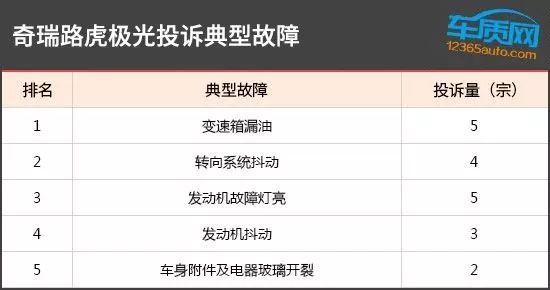 奇瑞路虎极光投诉典型故障
车质网
12365auto.com
排名 典型故障 投诉量（宗）
1 变速箱漏油 5
2 转向系统抖动 4
3 发动机故障灯亮 5
4 发动机抖动 3
5 车身附件及电器玻璃开裂 2